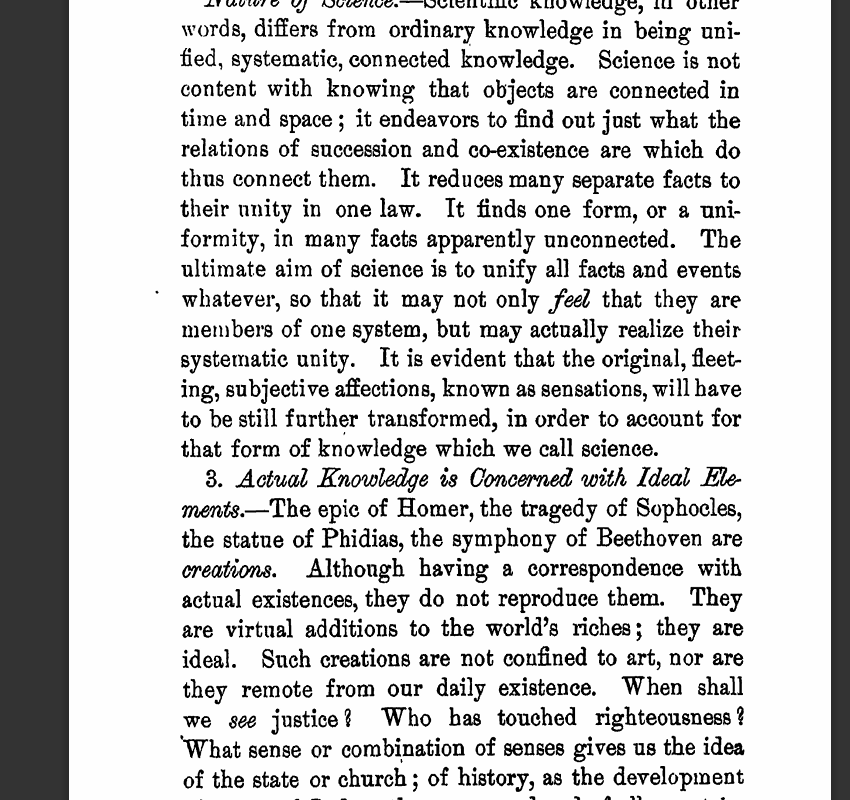 Nature of Science.—Scientific knowledge, in other
words, differs from ordinary knowledge in being uni-
fied, systematic, connected knowledge. Science is not
content with knowing that objects are connected in
time and space; it endeavors to find out just what the
relations of succession and co-existence are which do
thus connect them. It reduces many separate facts to
their unity in one law. It finds one form, or a uni-
formity, in many facts apparently unconnected. The
ultimate aim of science is to unify all facts and events
whatever, so that it may not only feel that they are
members of one system, but may actually realize their
systematic unity. It is evident that the original, fleet-
ing, subjective affections, known as sensations, will have
to be still further transformed, in order to account for
that form of knowledge which we call science.
3. Actual Knowledge is Concerned with Ideal Ele-
ments.—The epic of Homer, the tragedy of Sophocles,
the statue of Phidias, the symphony of Beethoven are
creations. Although having a correspondence with
actual existences, they do not reproduce them. They
are virtual additions to the world's riches; they are
ideal. Such creations are not confined to art, nor are
they remote from our daily existence. When shall
we see justice? Who has touched righteousness?
What sense or combination of senses gives us the idea
of the state or church; of history, as the development